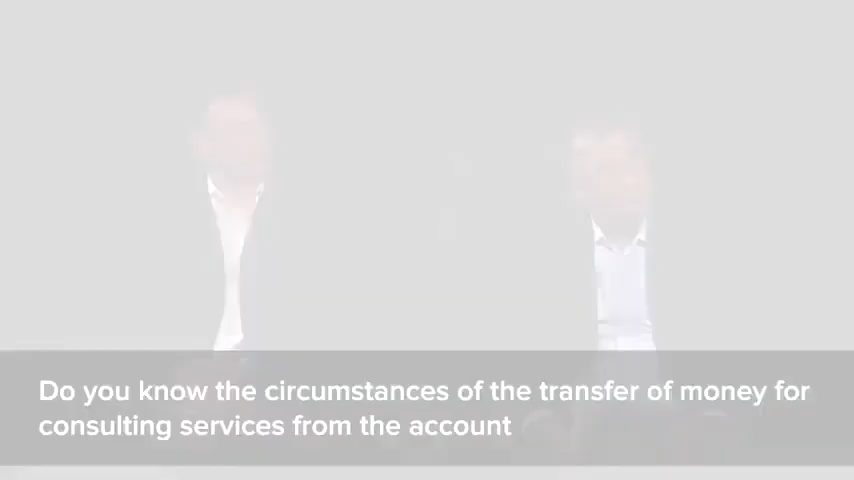 Do you know the circumstances of the transfer of money for
consulting services from the account